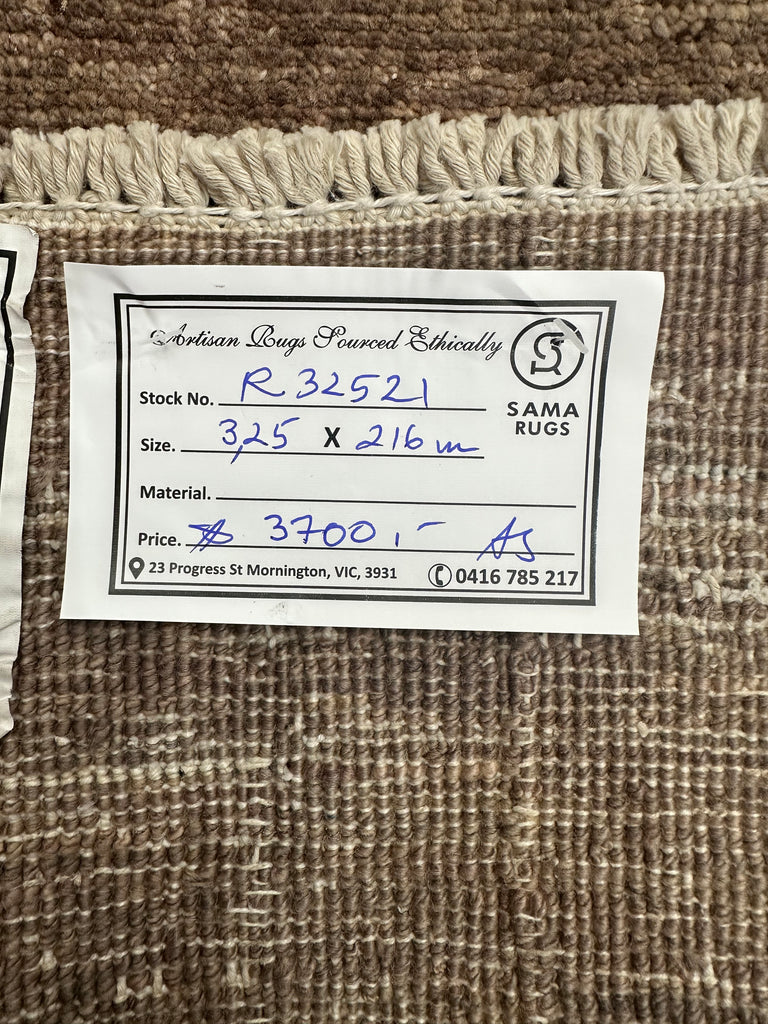 Artisan Rugs Sourced Ethically
SAMA
RUGS
Stock No. R 32521
Size. 3,25 X 216 m
Material.
Price. $ 3700,-
23 Progress St Mornington, VIC, 3931
0416 785 217